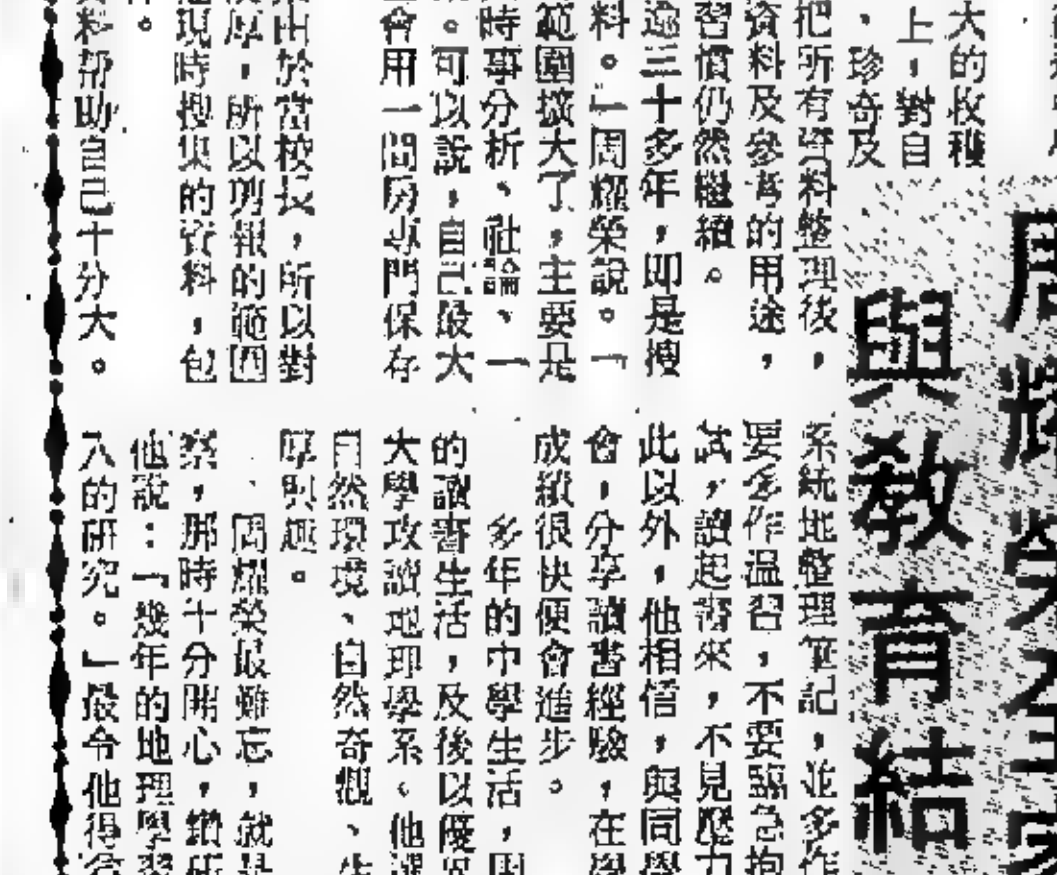 周耀榮全
與教育結
大的收穫
上，對自
、珍奇及
把所有資料整理後，
資料及參考的用途，
習慣仍然繼續。
逾三十多年，即是搜
料。」周耀榮說。「
範圍擴大了，主要是
時事分析、社論、一
。可以說，自己最大
會用一間房專門保存
由於當校長，所以對
厚，所以剪報的範圍
現時搜集的資料，包
。
料幫助自己十分大。
系統地整理筆記，並多作
要多作温習，不要臨急抱
試，讀起書來，不見壓力
此以外，他相信，與同學
會，分享讀書經驗，在學
成績很快便會進步。
多年的中學生活，因
的讀書生活，及後以優異
大學攻讀地理學系。他選
自然環境、自然奇觀、生
厚興趣。
周耀榮最難忘，就是
察，那時十分開心，鑽研
他說：「幾年的地理學習
入的研究。」最令他得益